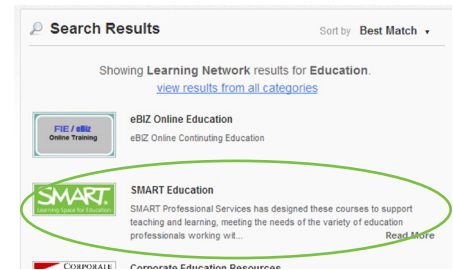 Search Results
Sort by Best Match
Showing Learning Network results for Education.
view results from all categories
FIE / eBiz
Online Training
eBIZ Online Education
eBIZ Online Contintuting Education
SMART
Learning Space for Education
SMART Education
SMART Professional Services has designed these courses to support
teaching and learning, meeting the needs of the variety of education
professionals working wit...
Read More
CORPORATE
Corporate Education Resources